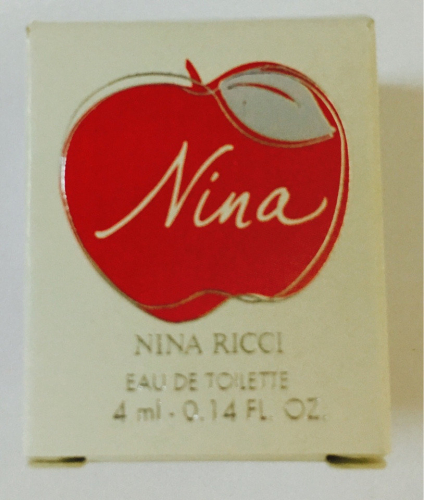 Nina
NINA RICCI
EAU DE TOILETTE
4 ml - 0.14 FL. OZ.